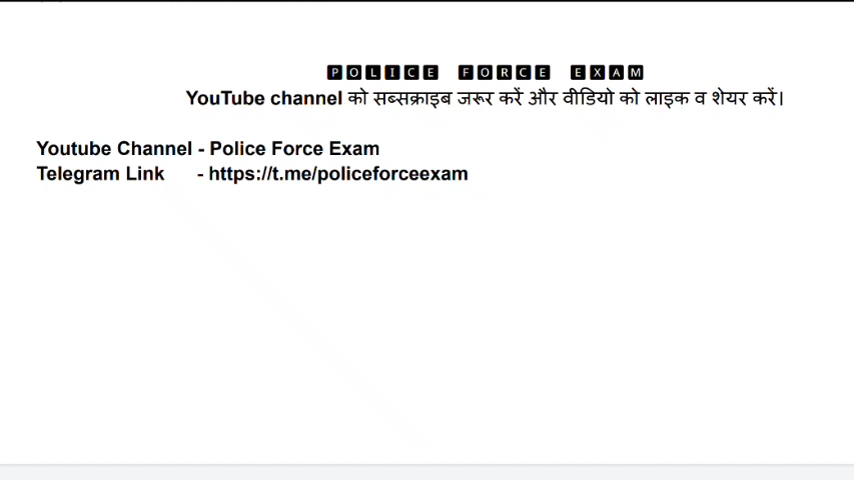 POLICE FORCE EXAM
YouTube channel को सब्सक्राइब जरूर करें और वीडियो को लाइक व शेयर करें।
Youtube Channel - Police Force Exam
Telegram Link - https://t.me/policeforceexam